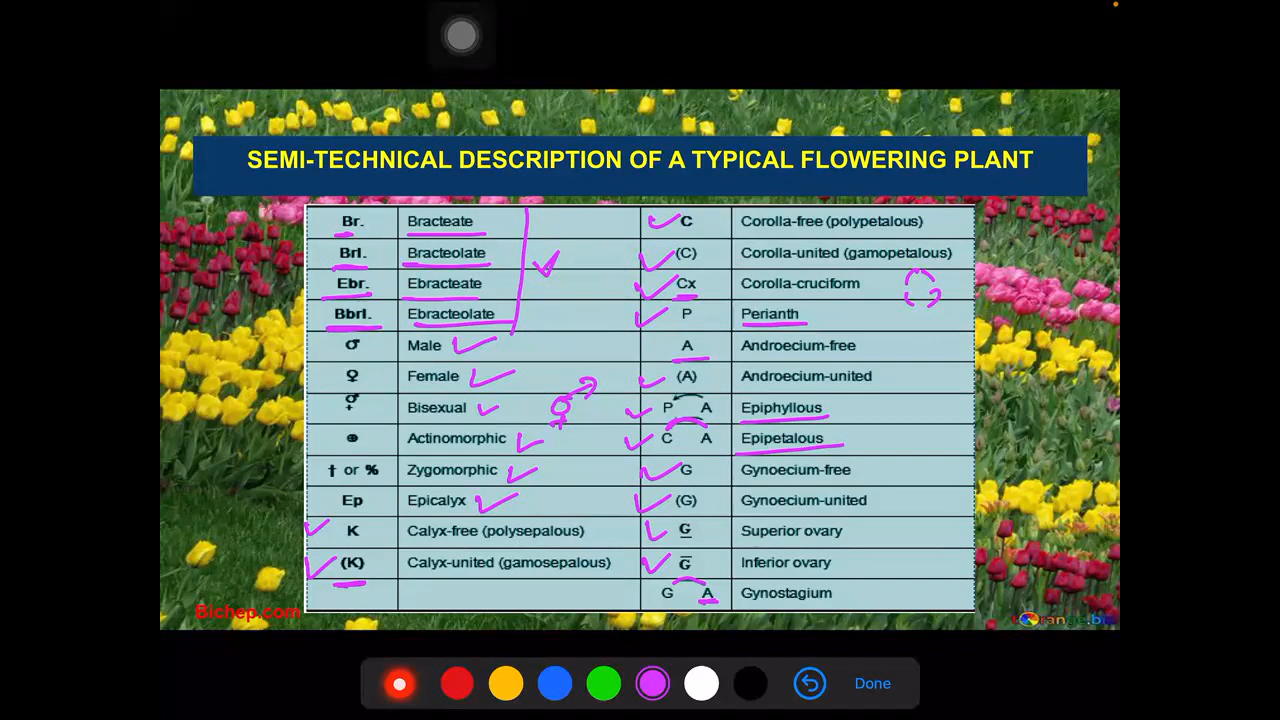 SEMI-TECHNICAL DESCRIPTION OF A TYPICAL FLOWERING PLANT
Br. Bracteate C Corolla-free (polypetalous)
Brl. Bracteolate (C) Corolla-united (gamopetalous)
Ebr. Ebracteate Cx Corolla-cruciform
Bbrl. Ebracteolate P Perianth
♂ Male A Androecium-free
♀ Female (A) Androecium-united
⚥ Bisexual P A Epiphyllous
⊕ Actinomorphic C A Epipetalous
† or % Zygomorphic G Gynoecium-free
Ep Epicalyx (G) Gynoecium-united
K Calyx-free (polysepalous) G̲ Superior ovary
(K) Calyx-united (gamosepalous) G̅ Inferior ovary
G A Gynostagium
Bichep.com
Done